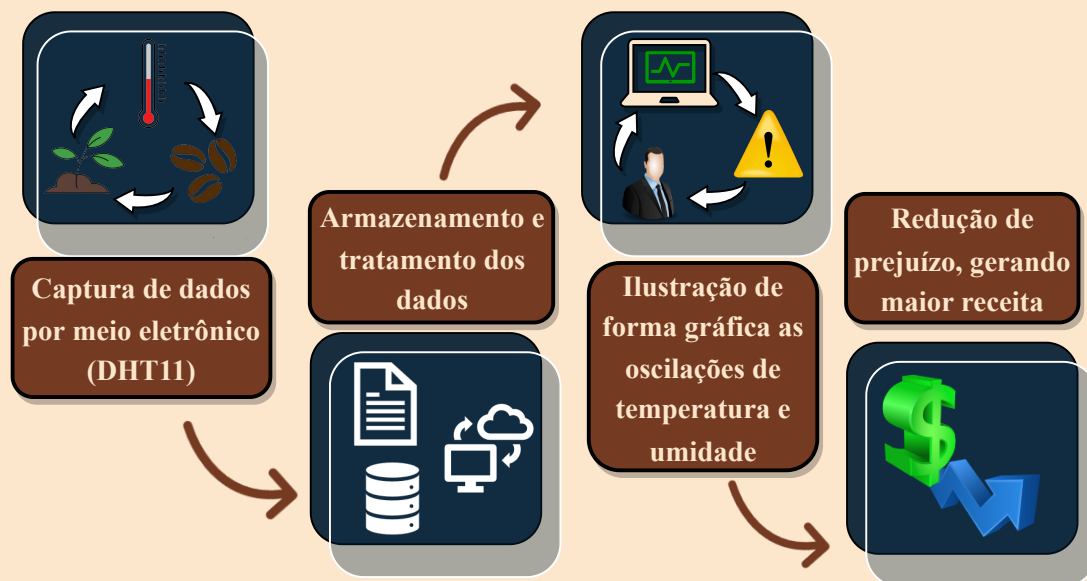 Captura de dados
por meio eletrônico
(DHT11)
Armazenamento e
tratamento dos
dados
Ilustração de
forma gráfica as
oscilações de
temperatura e
umidade
Redução de
prejuízo, gerando
maior receita